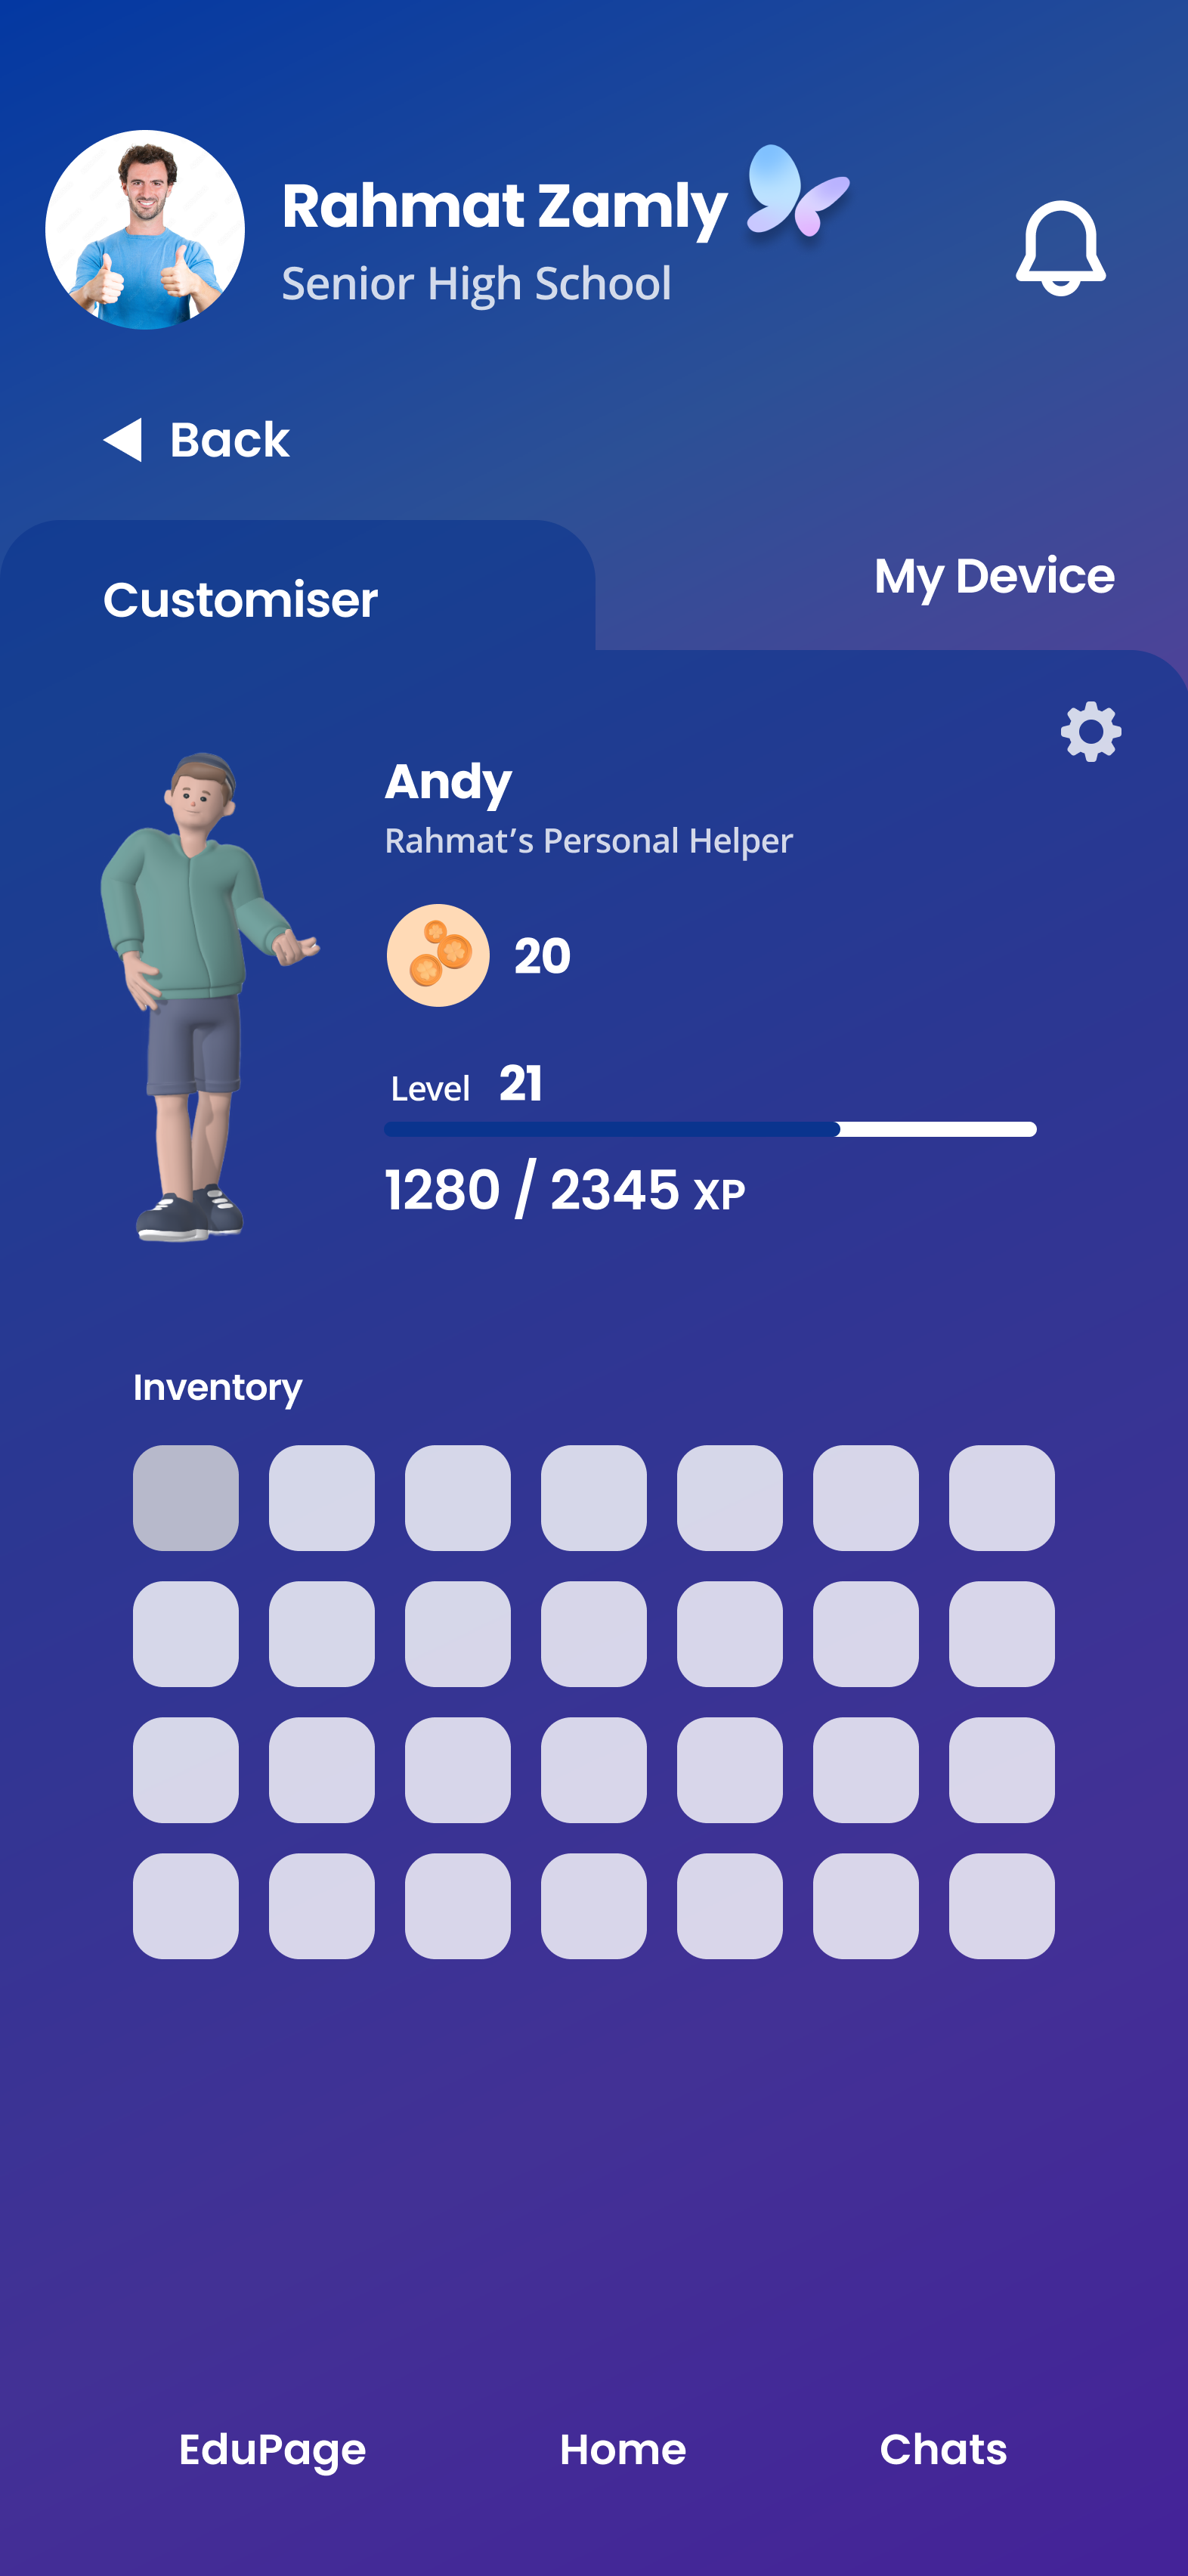 Rahmat Zamly
Senior High School
Back
Customiser
My Device
Andy
Rahmat’s Personal Helper
20
Level 21
1280 / 2345 XP
Inventory
EduPage
Home
Chats